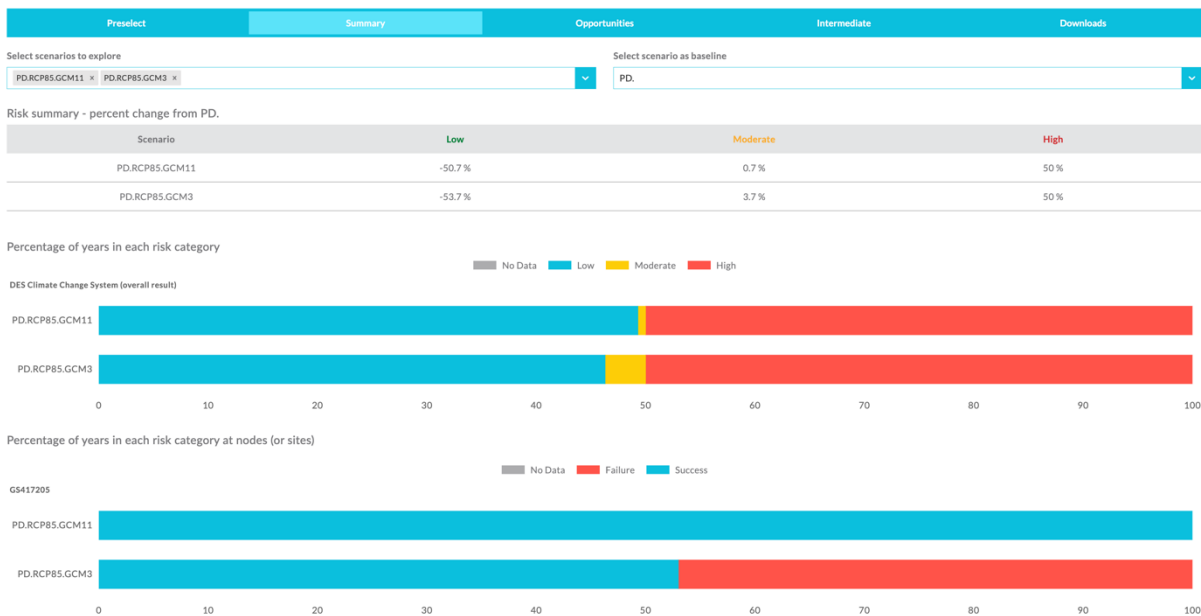 Preselect Summary Opportunities Intermediate Downloads
Select scenarios to explore Select scenario as baseline
PD.RCP85.GCM11 × PD.RCP85.GCM3 × PD.
Risk summary - percent change from PD.
Scenario Low Moderate High
PD.RCP85.GCM11 -50.7 % 0.7 % 50 %
PD.RCP85.GCM3 -53.7 % 3.7 % 50 %
Percentage of years in each risk category
No Data Low Moderate High
DES Climate Change System (overall result)
PD.RCP85.GCM11
PD.RCP85.GCM3
0 10 20 30 40 50 60 70 80 90 100
Percentage of years in each risk category at nodes (or sites)
No Data Failure Success
GS417205
PD.RCP85.GCM11
PD.RCP85.GCM3
0 10 20 30 40 50 60 70 80 90 100